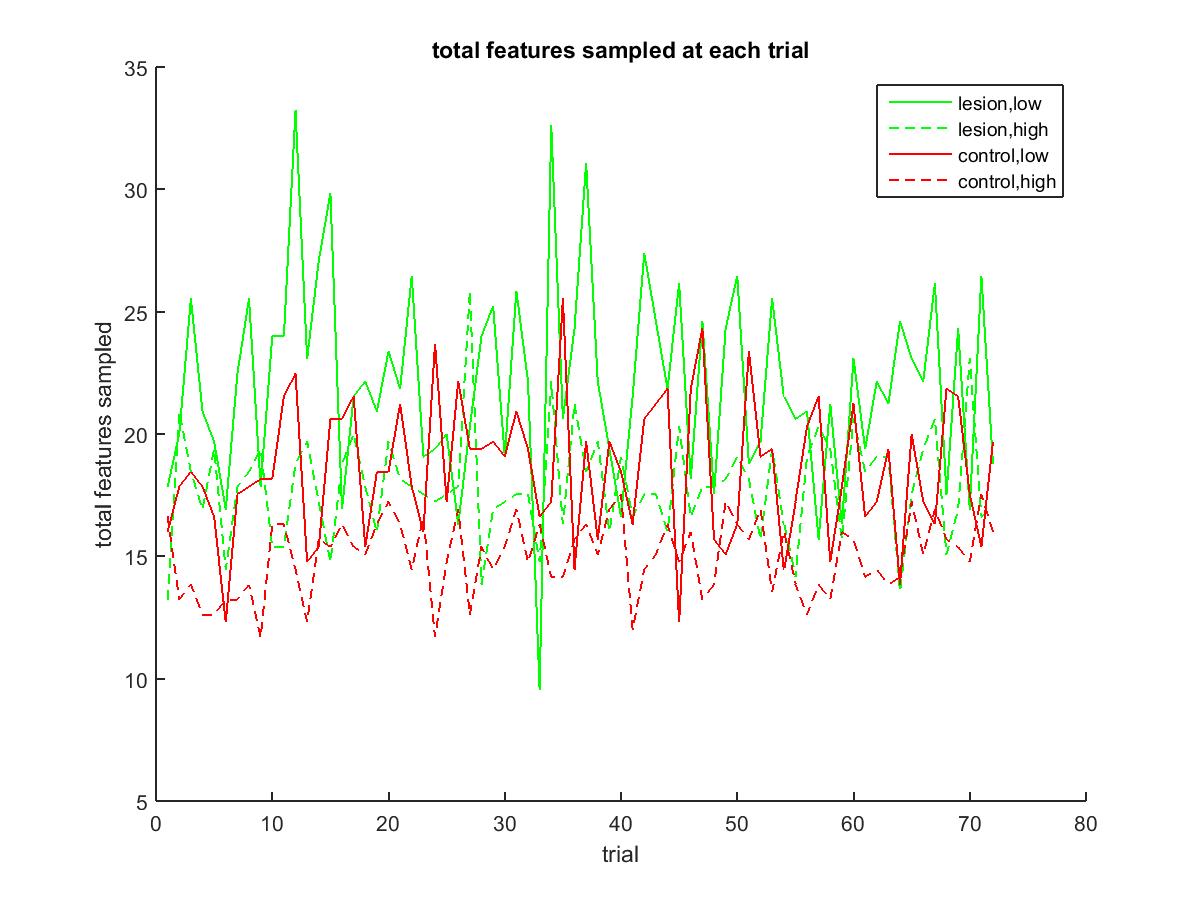 total features sampled at each trial
35
30
25
20
15
10
5
total features sampled
lesion,low
lesion,high
control,low
control,high
0 10 20 30 40 50 60 70 80
trial